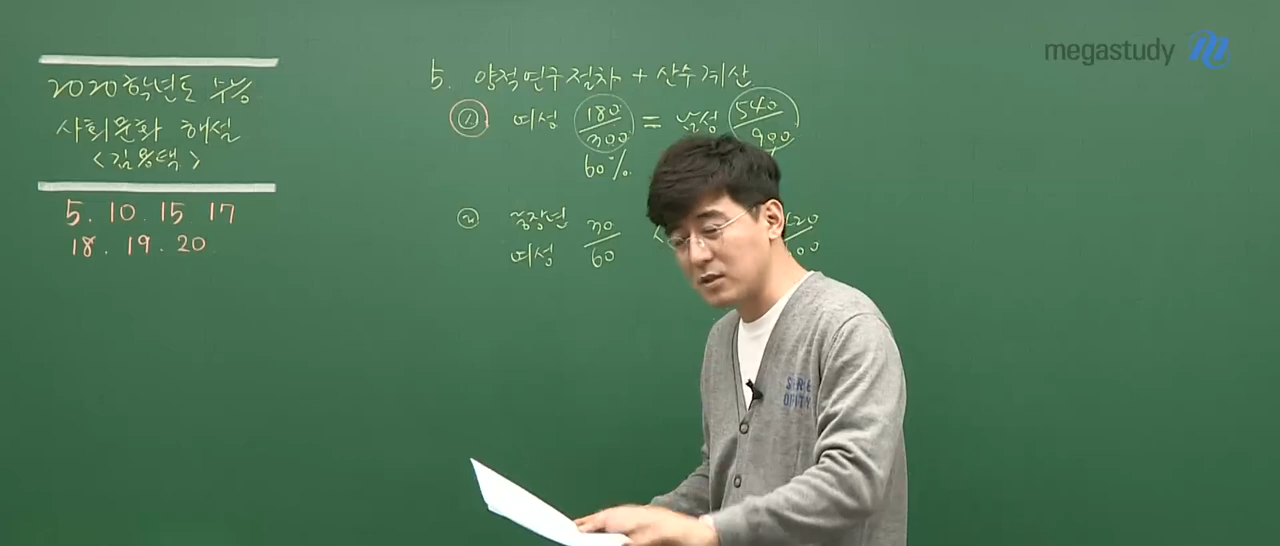 megastudy
2020학년도 수능
사회문화 해설
<김용택>
5. 10. 15 17
18. 19. 20
5. 양적연구절차 + 산수계산
① 여성 180/300 = 남성 540/900
60%
② 중장년 30
여성 60
<